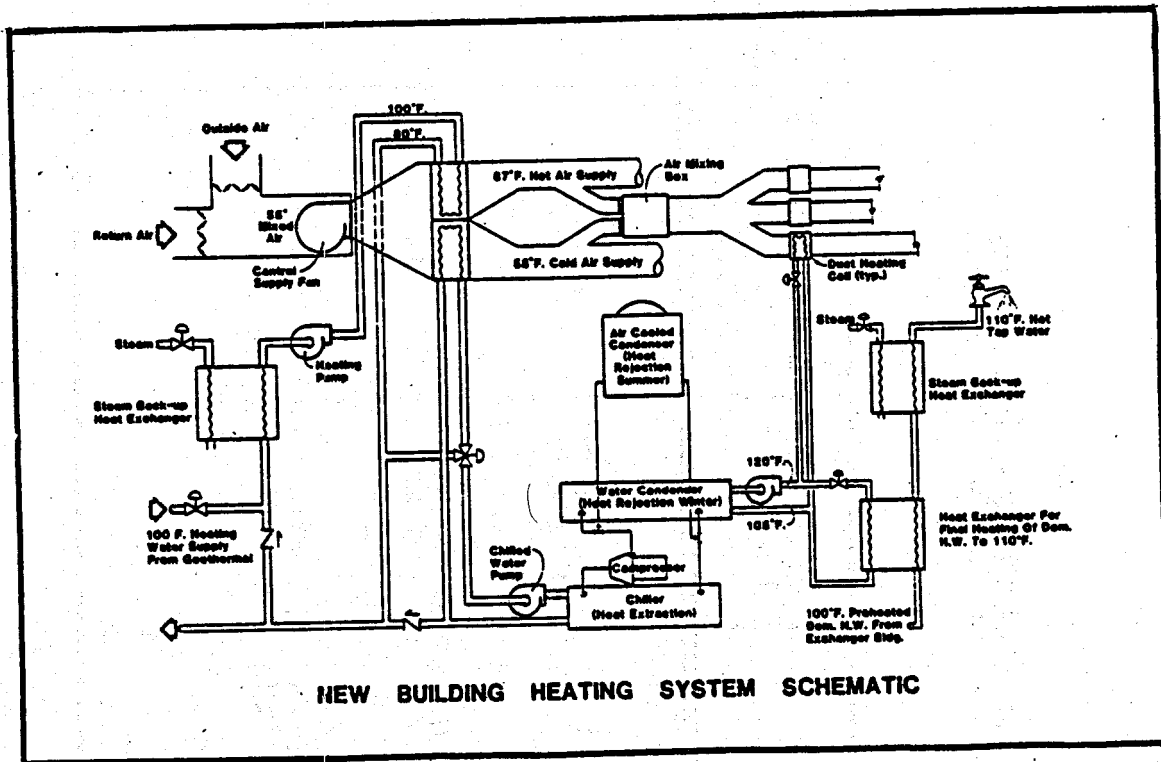 100°F.
80°F.
Outside Air
Return Air
55°
Mixed
Air
Central
Supply Fan
87°F. Hot Air Supply
55°F. Cold Air Supply
Air Mixing
Box
Duct Heating
Coil (typ.)
Steam
Heating
Pump
Steam Back-up
Heat Exchanger
Air Cooled
Condenser
(Heat
Rejection
Summer)
Steam
110°F. Hot
Tap Water
Steam Back-up
Heat Exchanger
100 F. Heating
Water Supply
From Geothermal
Water Condender
(Heat Rejection Winter)
120°F.
105°F.
Heat Exchanger For
Final Heating Of Dom.
H.W. To 110°F.
Chilled
Water
Pump
Compressor
Chiller
(Heat Extraction)
100°F. Preheated
Dom. H.W. From
Exchanger Bldg.
NEW BUILDING HEATING SYSTEM SCHEMATIC